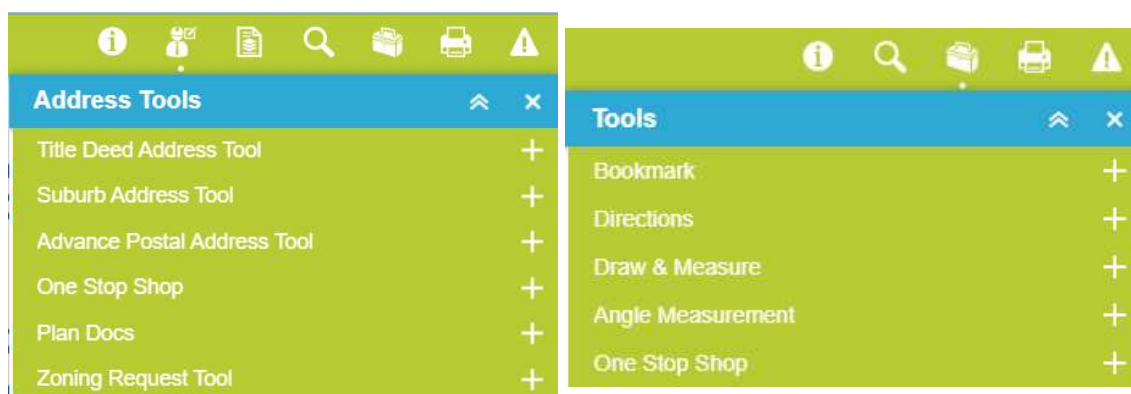 Address Tools
Title Deed Address Tool
Suburb Address Tool
Advance Postal Address Tool
One Stop Shop
Plan Docs
Zoning Request Tool
Tools
Bookmark
Directions
Draw & Measure
Angle Measurement
One Stop Shop